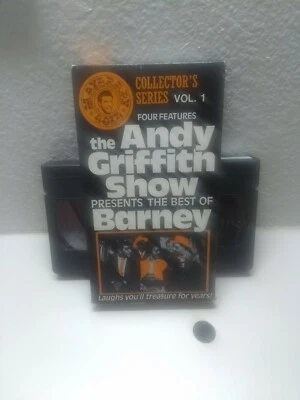 COLLECTOR'S
SERIES VOL. 1
FOUR FEATURES
the Andy
Griffith
Show
PRESENTS THE BEST OF
Barney
Laughs you'll treasure for years!